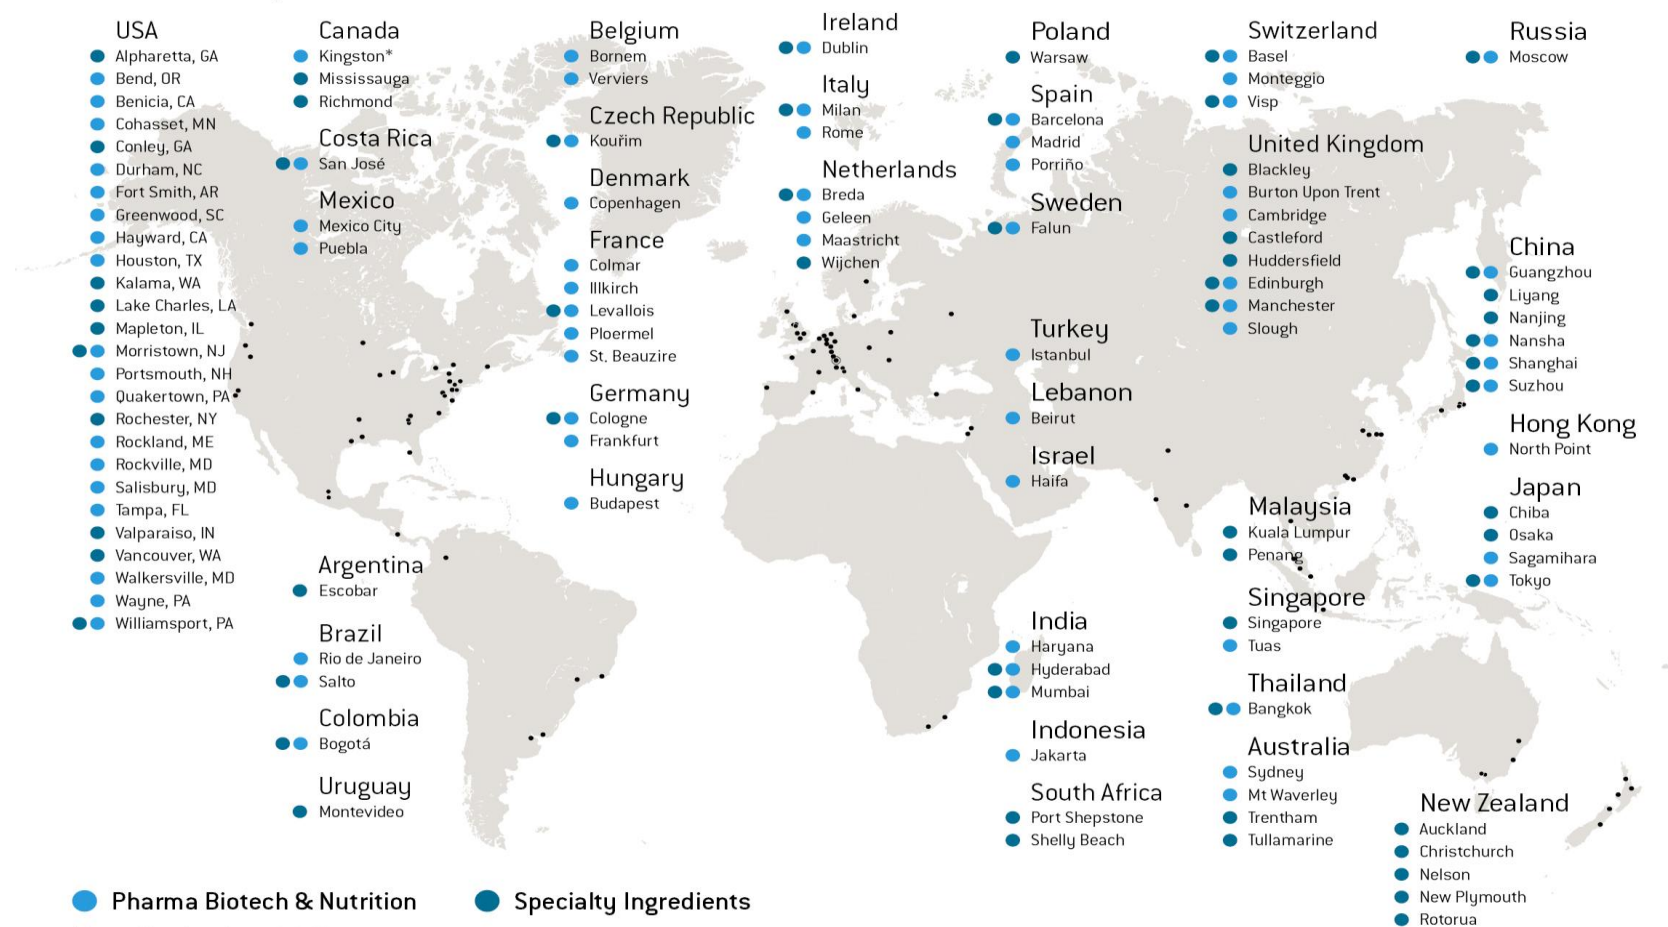 USA
Alpharetta, GA
Bend, OR
Benicia, CA
Cohasset, MN
Conley, GA
Durham, NC
Fort Smith, AR
Greenwood, SC
Hayward, CA
Houston, TX
Kalama, WA
Lake Charles, LA
Mapleton, IL
Morristown, NJ
Portsmouth, NH
Quakertown, PA
Rochester, NY
Rockland, ME
Rockville, MD
Salisbury, MD
Tampa, FL
Valparaiso, IN
Vancouver, WA
Walkersville, MD
Wayne, PA
Williamsport, PA
Canada
Kingston*
Mississauga
Richmond
Costa Rica
San José
Mexico
Mexico City
Puebla
Argentina
Escobar
Brazil
Rio de Janeiro
Salto
Colombia
Bogotá
Uruguay
Montevideo
Belgium
Bornem
Verviers
Czech Republic
Kouřim
Denmark
Copenhagen
France
Colmar
Illkirch
Levallois
Ploermel
St. Beauzire
Germany
Cologne
Frankfurt
Hungary
Budapest
Ireland
Dublin
Italy
Milan
Rome
Netherlands
Breda
Geleen
Maastricht
Wijchen
Poland
Warsaw
Spain
Barcelona
Madrid
Porriño
Sweden
Falun
Turkey
Istanbul
Lebanon
Beirut
Israel
Haifa
India
Haryana
Hyderabad
Mumbai
Indonesia
Jakarta
South Africa
Port Shepstone
Shelly Beach
Switzerland
Basel
Monteggio
Visp
United Kingdom
Blackley
Burton Upon Trent
Cambridge
Castleford
Huddersfield
Edinburgh
Manchester
Slough
Malaysia
Kuala Lumpur
Penang
Singapore
Singapore
Tuas
Thailand
Bangkok
Australia
Sydney
Mt Waverley
Trentham
Tullamarine
Russia
Moscow
China
Guangzhou
Liyang
Nanjing
Nansha
Shanghai
Suzhou
Hong Kong
North Point
Japan
Chiba
Osaka
Sagamihara
Tokyo
New Zealand
Auckland
Christchurch
Nelson
New Plymouth
Rotorua
Pharma Biotech & Nutrition
Specialty Ingredients